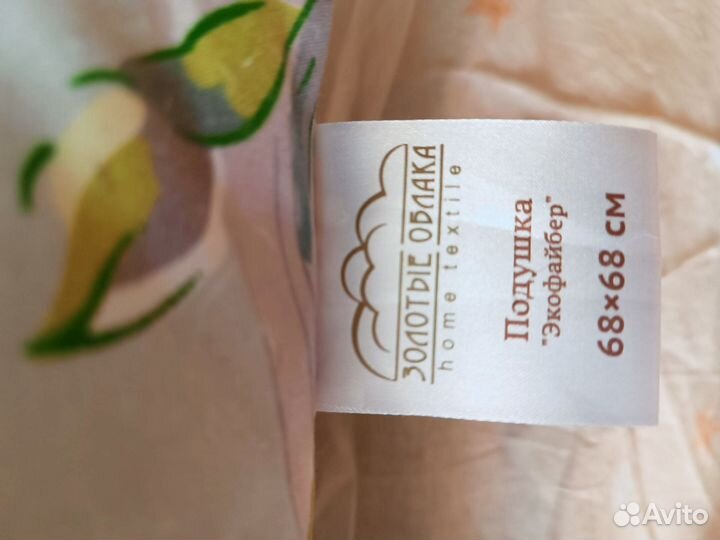 ЗОЛОТЫЕ ОБЛАКА
home textile
Подушка
"Экофайбер"
68×68 см
Avito